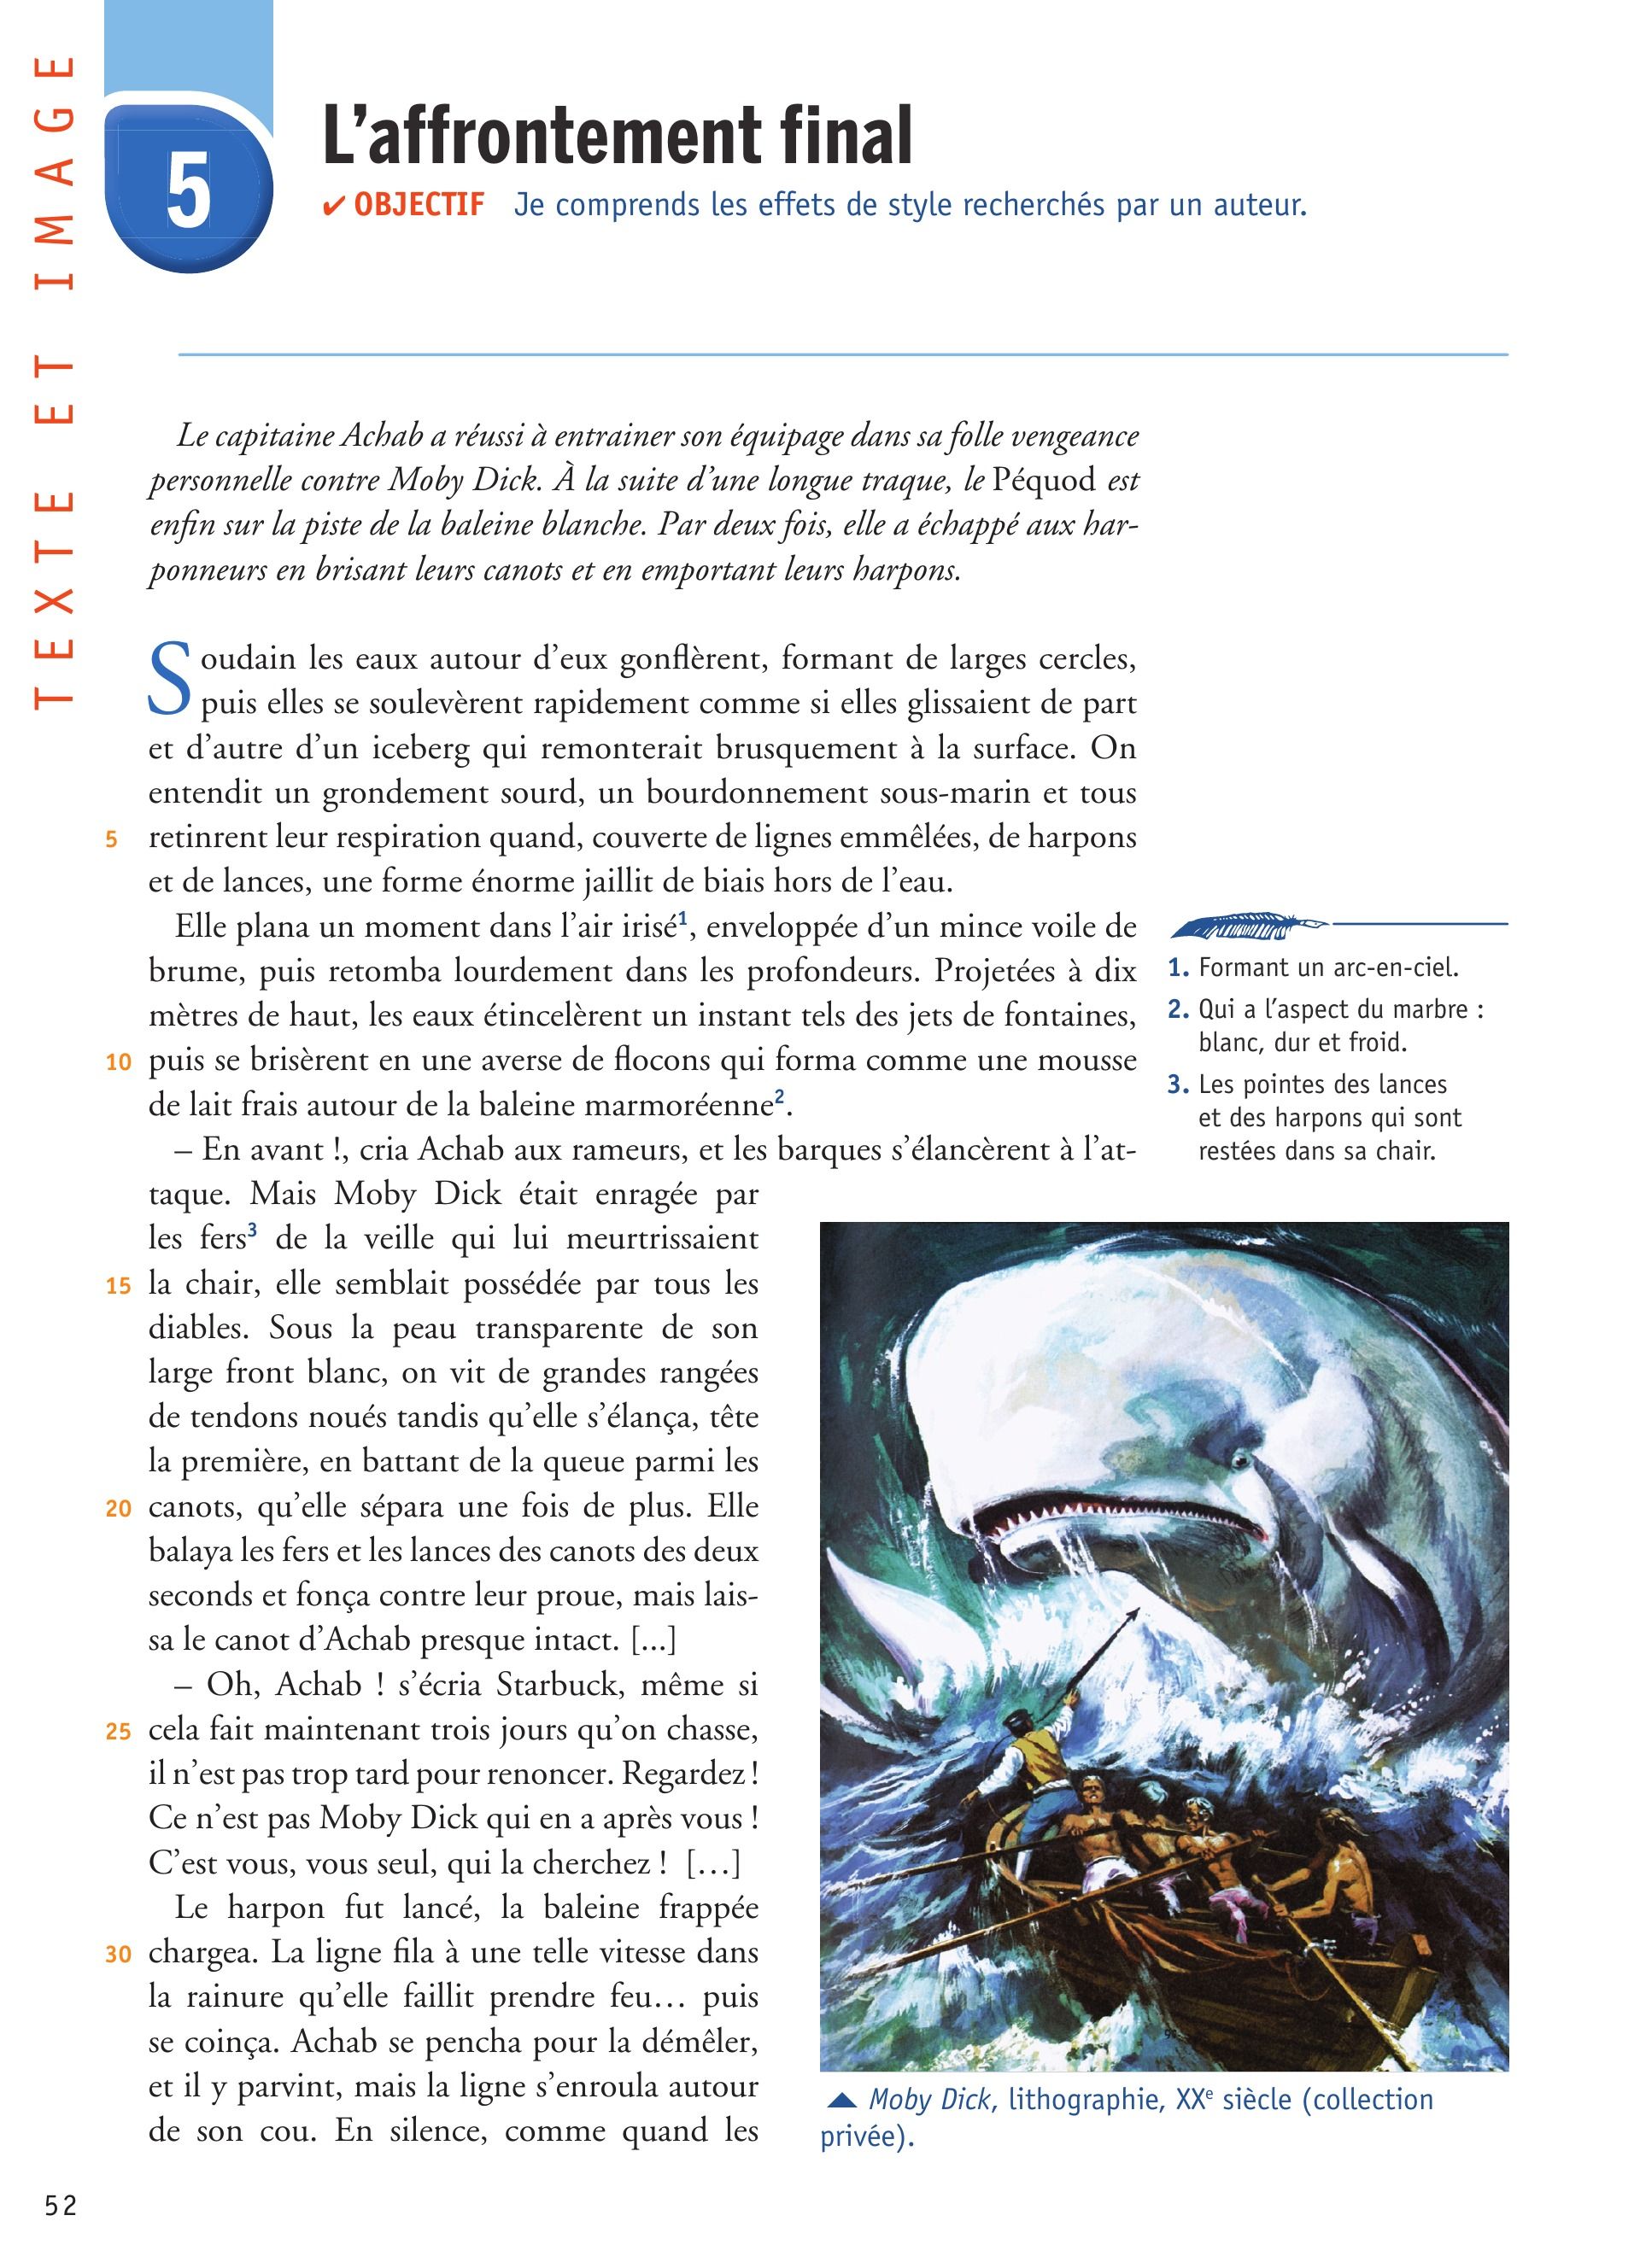 TEXTE ET IMAGE
5
L’affrontement final
✔ OBJECTIF Je comprends les effets de style recherchés par un auteur.
Le capitaine Achab a réussi à entrainer son équipage dans sa folle vengeance
personnelle contre Moby Dick. À la suite d’une longue traque, le Péquod est
enfin sur la piste de la baleine blanche. Par deux fois, elle a échappé aux har-
ponneurs en brisant leurs canots et en emportant leurs harpons.
Soudain les eaux autour d’eux gonflèrent, formant de larges cercles,
puis elles se soulevèrent rapidement comme si elles glissaient de part
et d’autre d’un iceberg qui remonterait brusquement à la surface. On
entendit un grondement sourd, un bourdonnement sous-marin et tous
5 retinrent leur respiration quand, couverte de lignes emmêlées, de harpons
et de lances, une forme énorme jaillit de biais hors de l’eau.
Elle plana un moment dans l’air irisé1, enveloppée d’un mince voile de
brume, puis retomba lourdement dans les profondeurs. Projetées à dix
mètres de haut, les eaux étincelèrent un instant tels des jets de fontaines,
10 puis se brisèrent en une averse de flocons qui forma comme une mousse
de lait frais autour de la baleine marmoréenne2.
– En avant !, cria Achab aux rameurs, et les barques s’élancèrent à l’at-
taque. Mais Moby Dick était enragée par
les fers3 de la veille qui lui meurtrissaient
15 la chair, elle semblait possédée par tous les
diables. Sous la peau transparente de son
large front blanc, on vit de grandes rangées
de tendons noués tandis qu’elle s’élança, tête
la première, en battant de la queue parmi les
20 canots, qu’elle sépara une fois de plus. Elle
balaya les fers et les lances des canots des deux
seconds et fonça contre leur proue, mais lais-
sa le canot d’Achab presque intact. [...]
– Oh, Achab ! s’écria Starbuck, même si
25 cela fait maintenant trois jours qu’on chasse,
il n’est pas trop tard pour renoncer. Regardez !
Ce n’est pas Moby Dick qui en a après vous !
C’est vous, vous seul, qui la cherchez ! […]
Le harpon fut lancé, la baleine frappée
30 chargea. La ligne fila à une telle vitesse dans
la rainure qu’elle faillit prendre feu… puis
se coinça. Achab se pencha pour la démêler,
et il y parvint, mais la ligne s’enroula autour
de son cou. En silence, comme quand les
1. Formant un arc-en-ciel.
2. Qui a l’aspect du marbre :
blanc, dur et froid.
3. Les pointes des lances
et des harpons qui sont
restées dans sa chair.
Moby Dick, lithographie, XXe siècle (collection
privée).
52